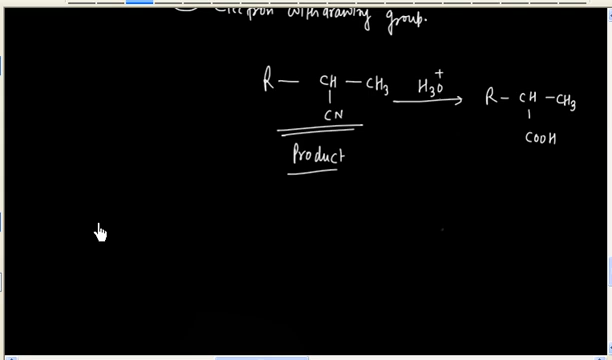 electron withdrawing group.
R — CH — CH3 H3O+ R — CH — CH3
CN COOH
Product